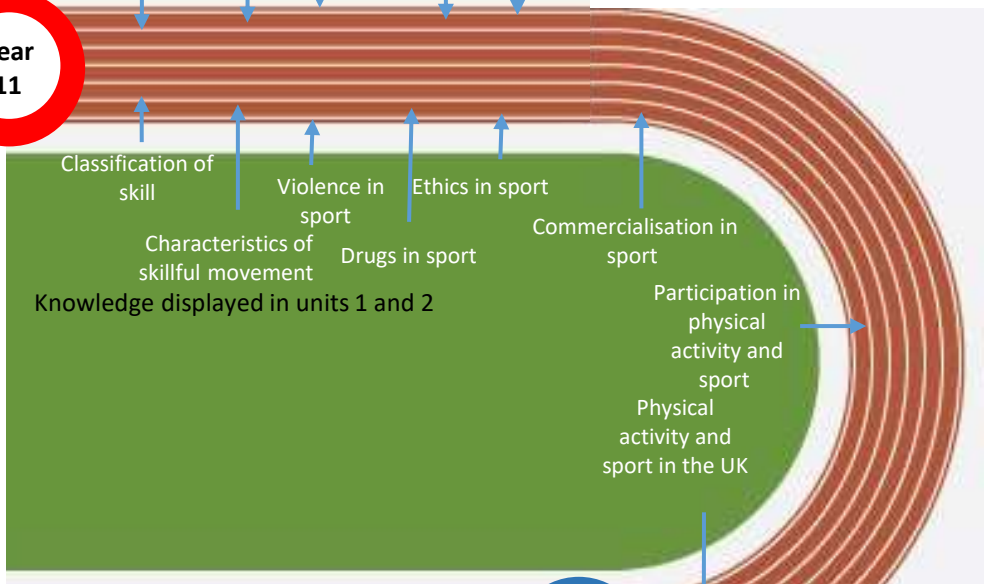 11
Classification of
skill
Violence in
sport
Ethics in sport
Characteristics of
skillful movement
Drugs in sport
Commercialisation in
sport
Knowledge displayed in units 1 and 2
Participation in
physical
activity and
sport
Physical
activity and
sport in the UK